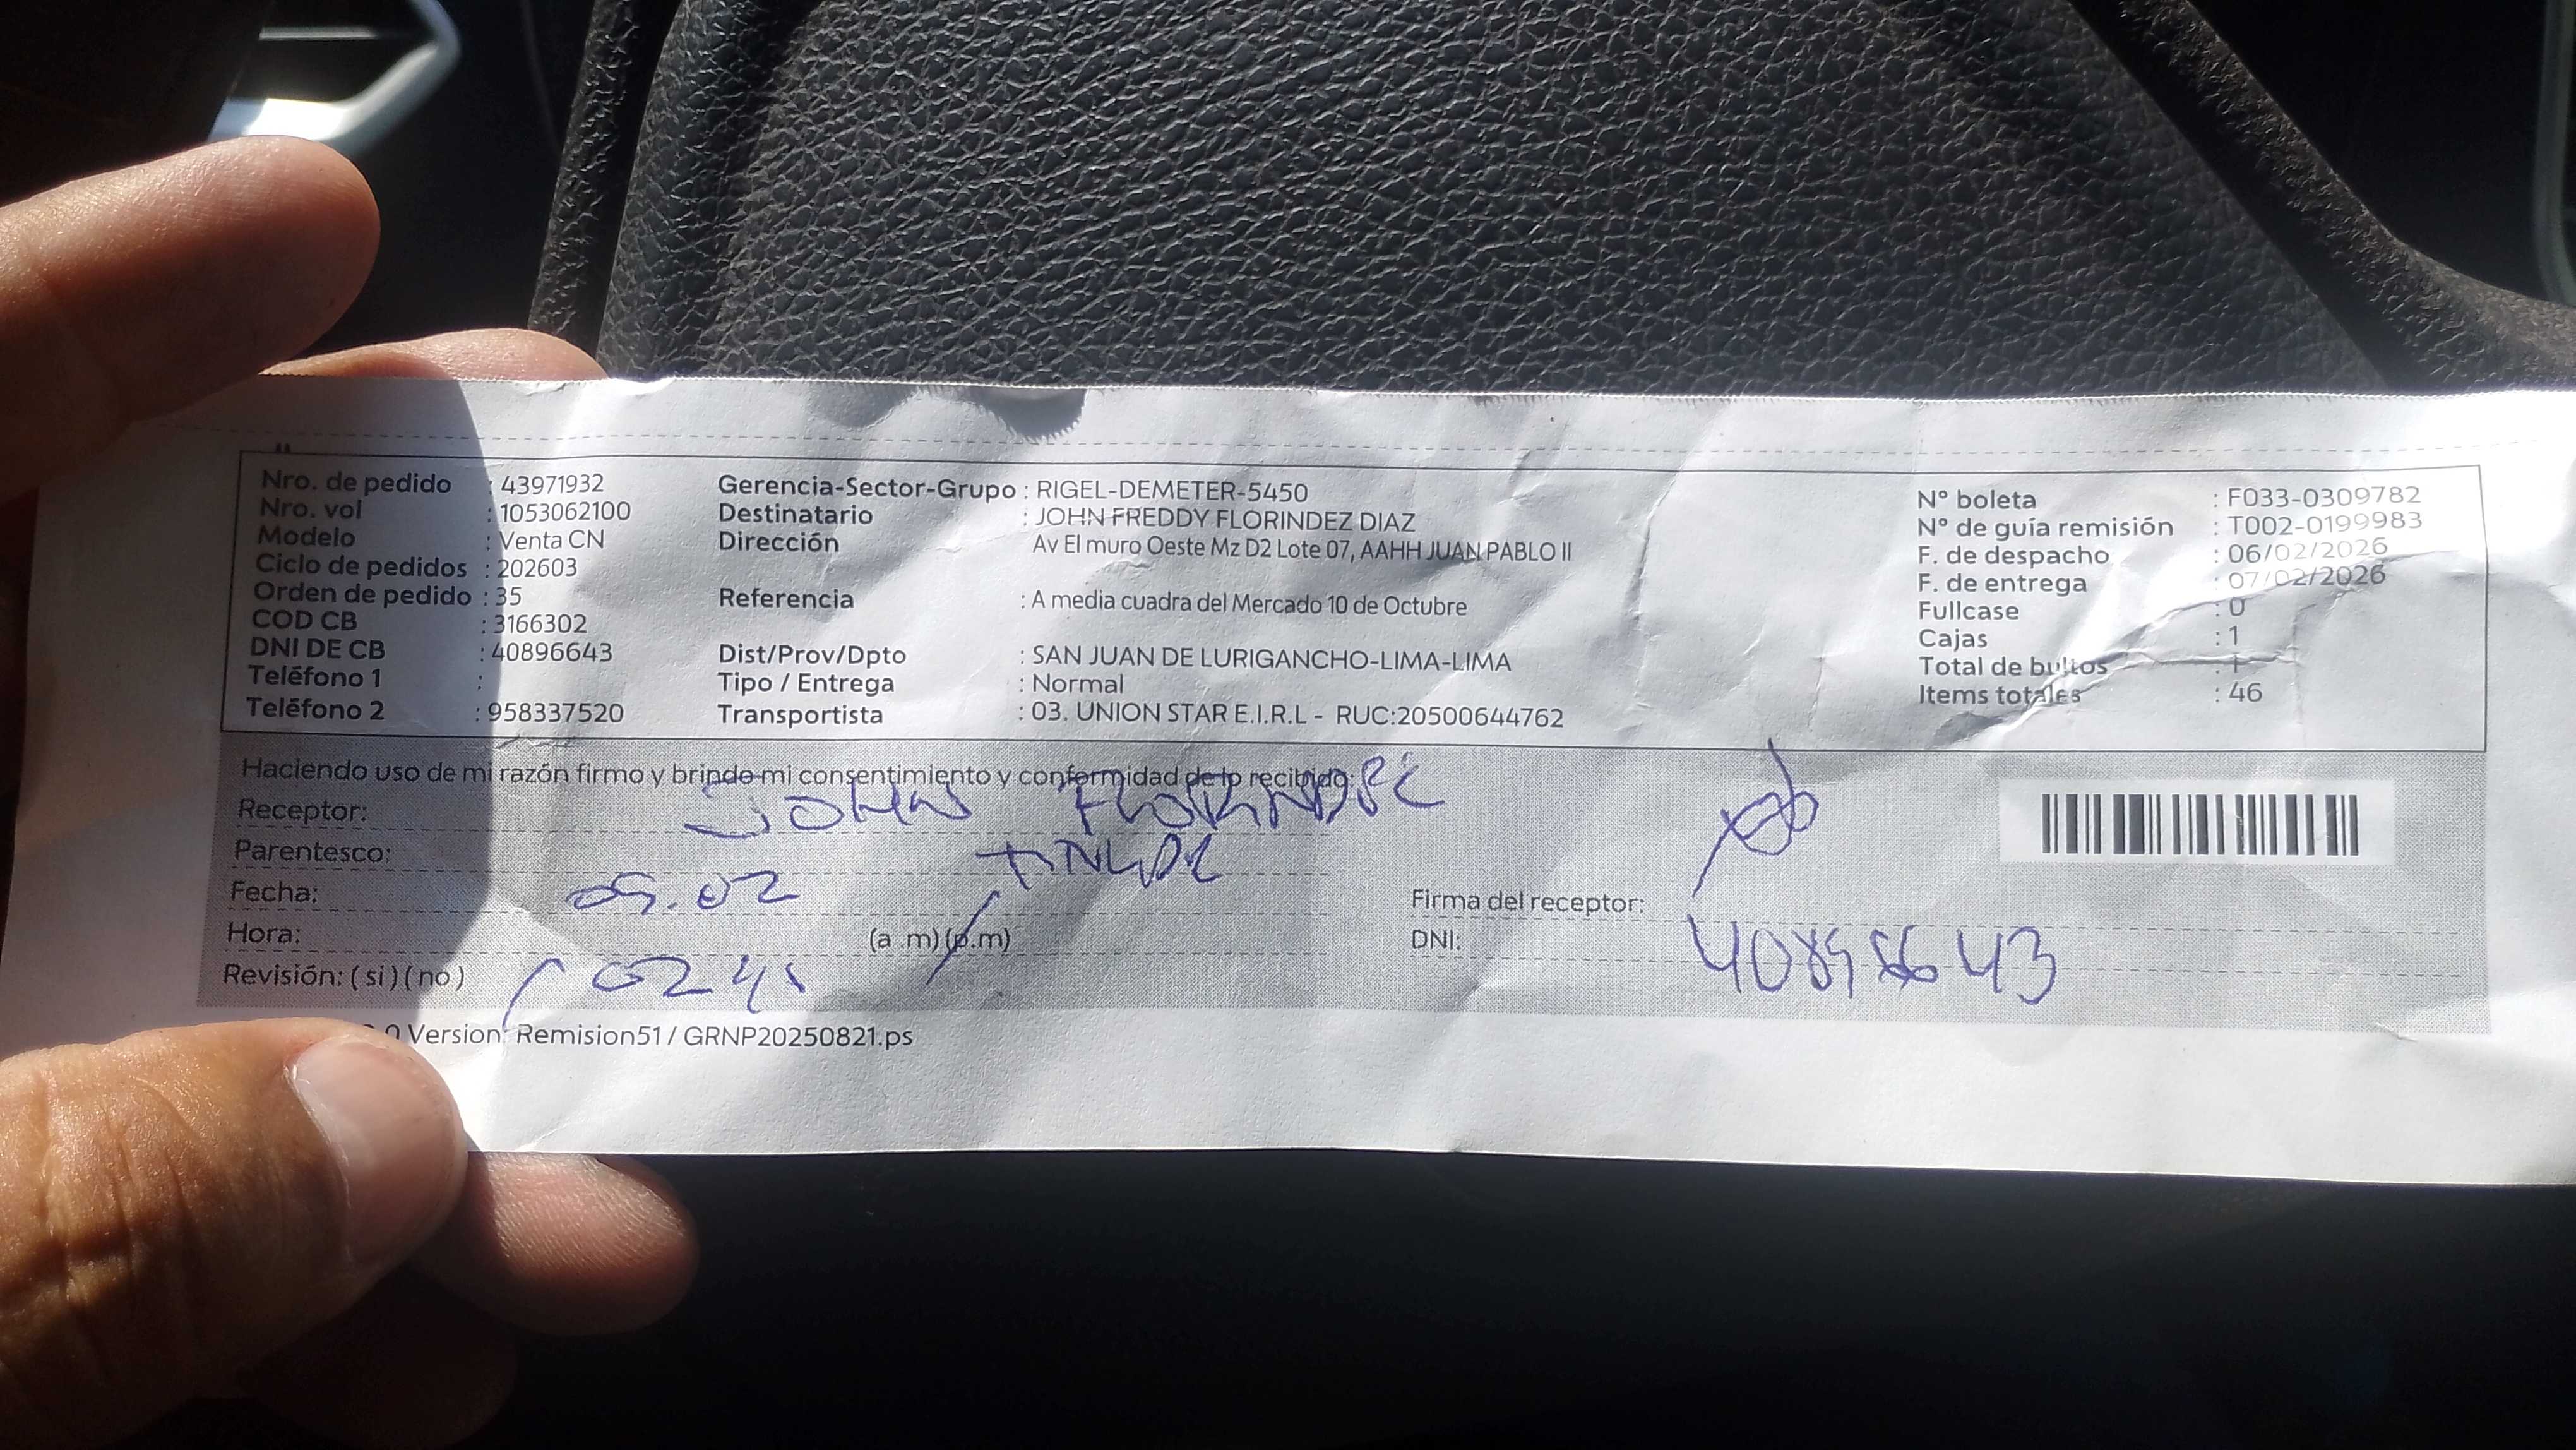 Nro. de pedido : 43971932
Nro. vol : 1053062100
Modelo : Venta CN
Ciclo de pedidos : 202603
Orden de pedido : 35
COD CB : 3166302
DNI DE CB : 40896643
Teléfono 1 :
Teléfono 2 : 958337520
Gerencia-Sector-Grupo : RIGEL-DEMETER-5450
Destinatario : JOHN FREDDY FLORINDEZ DIAZ
Dirección Av El muro Oeste Mz D2 Lote 07, AAHH JUAN PABLO II
Referencia : A media cuadra del Mercado 10 de Octubre
Dist/Prov/Dpto : SAN JUAN DE LURIGANCHO-LIMA-LIMA
Tipo / Entrega : Normal
Transportista : 03. UNION STAR E.I.R.L - RUC:20500644762
N° boleta : F033-0309782
N° de guía remisión : T002-0199983
F. de despacho : 06/02/2026
F. de entrega : 07/02/2026
Fullcase : 0
Cajas : 1
Total de bultos : 1
Items totales : 46
Haciendo uso de mi razón firmo y brindo mi consentimiento y conformidad de lo recibido:
Receptor: JOHN
Parentesco:
Fecha: 09.02
Hora: (a .m) (p.m)
Revisión: ( si ) ( no )
Firma del receptor:
DNI: 40896643
Version: Remision51 / GRNP20250821.ps